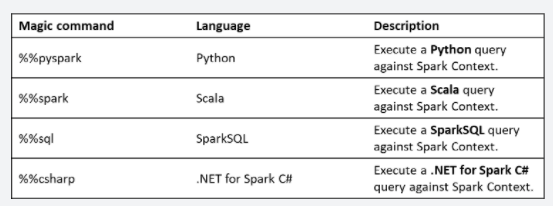 Magic command Language Description
%%pyspark Python Execute a Python query
against Spark Context.
%%spark Scala Execute a Scala query
against Spark Context.
%%sql SparkSQL Execute a SparkSQL query
against Spark Context.
%%csharp .NET for Spark C# Execute a .NET for Spark C#
query against Spark Context.